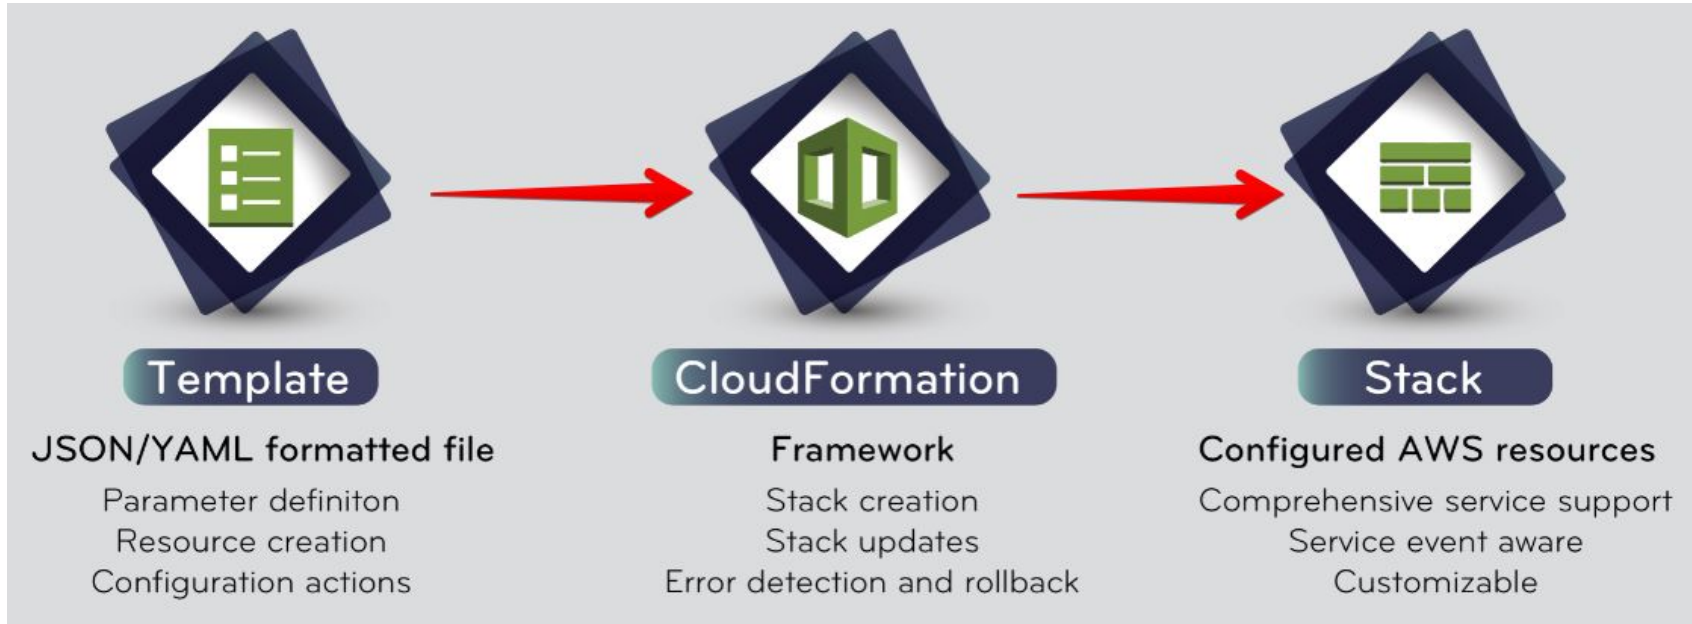 Template
JSON/YAML formatted file
Parameter definiton
Resource creation
Configuration actions
CloudFormation
Framework
Stack creation
Stack updates
Error detection and rollback
Stack
Configured AWS resources
Comprehensive service support
Service event aware
Customizable